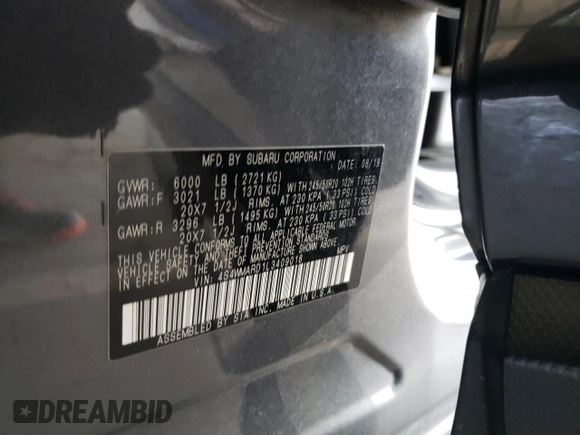 MFD BY SUBARU CORPORATION
DATE: 08/19
GVWR: 6000 LB (2721 KG)
GAWR:F 3021 LB (1370 KG) WITH 245/50R20 102H TIRES.
20X7 1/2J RIMS, AT 230 KPA (33 PSI) COLD
GAWR:R 3296 LB (1495 KG) WITH 245/50R20 102H TIRES.
20X7 1/2J RIMS, AT 230 KPA (33 PSI) COLD
THIS VEHICLE CONFORMS TO ALL APPLICABLE FEDERAL MOTOR
VEHICLE SAFETY AND THEFT PREVENTION STANDARDS IN EFFECT
ON THE DATE OF MANUFACTURE SHOWN ABOVE.
VIN: 4S4WMARD1L3409018 MPV
ASSEMBLED BY SIA INC. MADE IN U.S.A.
DREAMBID